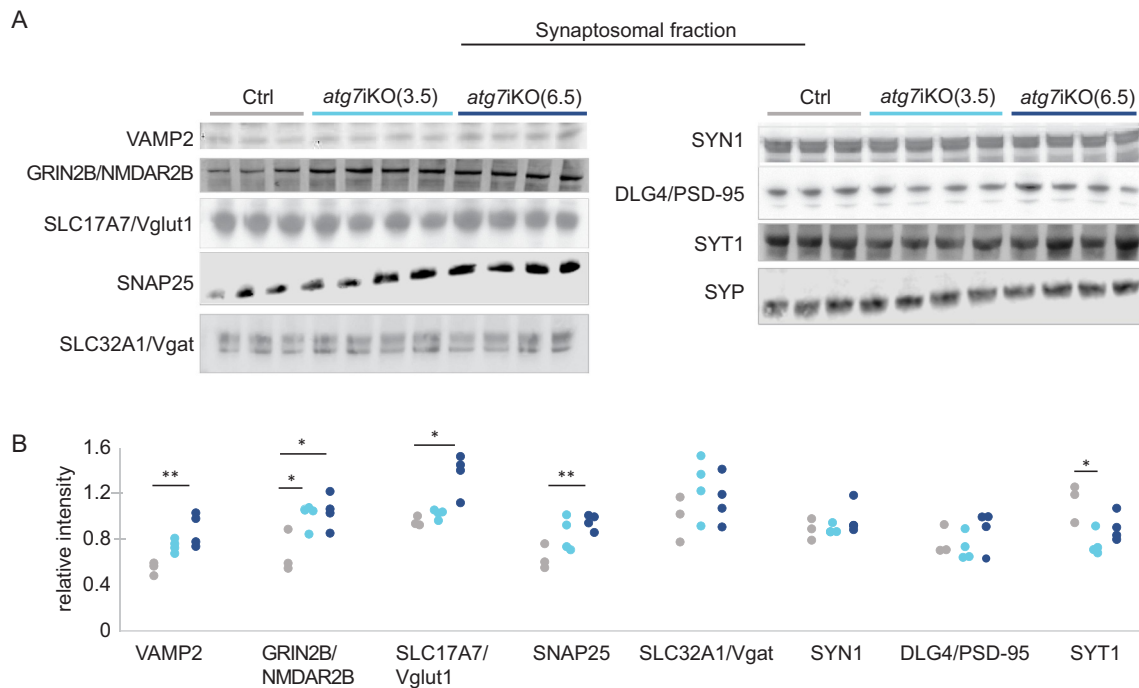 A
Synaptosomal fraction
Ctrl atg7iKO(3.5) atg7iKO(6.5)
VAMP2
GRIN2B/NMDAR2B
SLC17A7/Vglut1
SNAP25
SLC32A1/Vgat
Ctrl atg7iKO(3.5) atg7iKO(6.5)
SYN1
DLG4/PSD-95
SYT1
SYP
B
relative intensity
1.6
1.2
0.8
0.4
0
** * * * ** *
VAMP2 GRIN2B/ SLC17A7/ SNAP25 SLC32A1/Vgat SYN1 DLG4/PSD-95 SYT1
NMDAR2B Vglut1